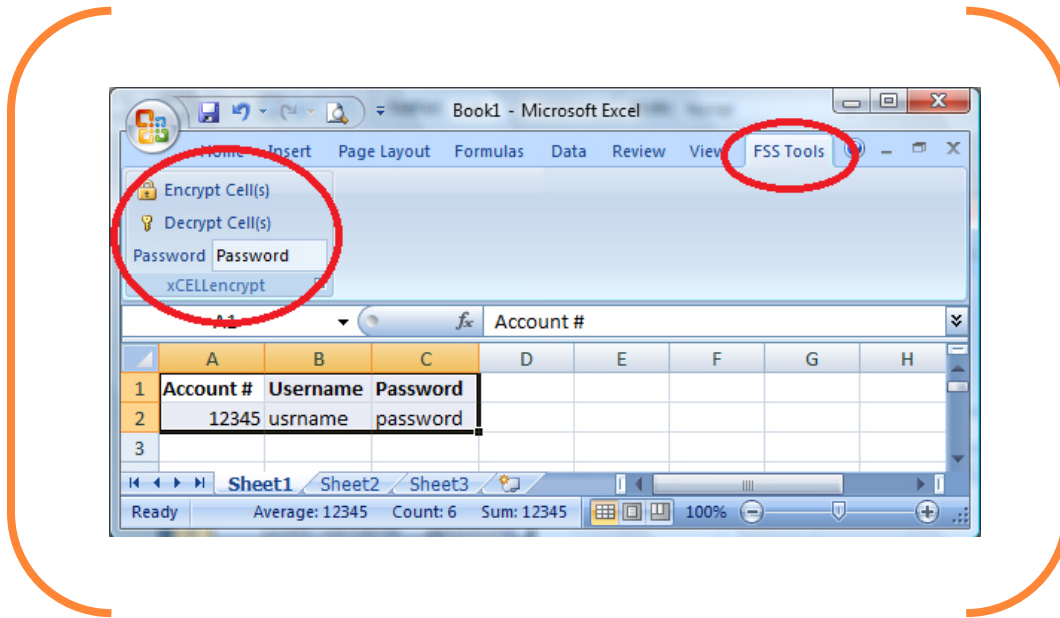 Book1 - Microsoft Excel
Home Insert Page Layout Formulas Data Review View FSS Tools
Encrypt Cell(s)
Decrypt Cell(s)
Password Password
xCELLencrypt
A1 fx Account #
A B C D E F G H
1 Account # Username Password
2 12345 usrname password
3
Sheet1 Sheet2 Sheet3
Ready Average: 12345 Count: 6 Sum: 12345 100%